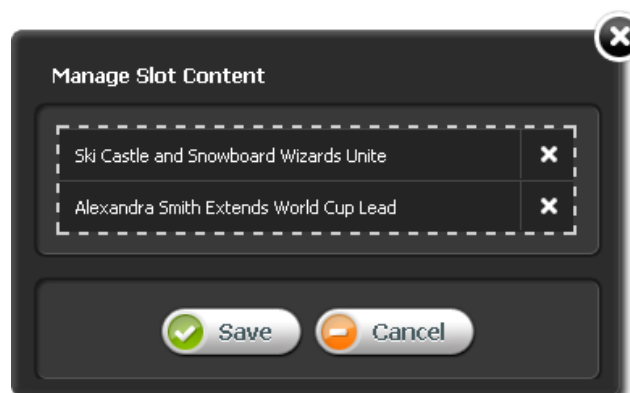 Manage Slot Content
Ski Castle and Snowboard Wizards Unite
Alexandra Smith Extends World Cup Lead
Save
Cancel